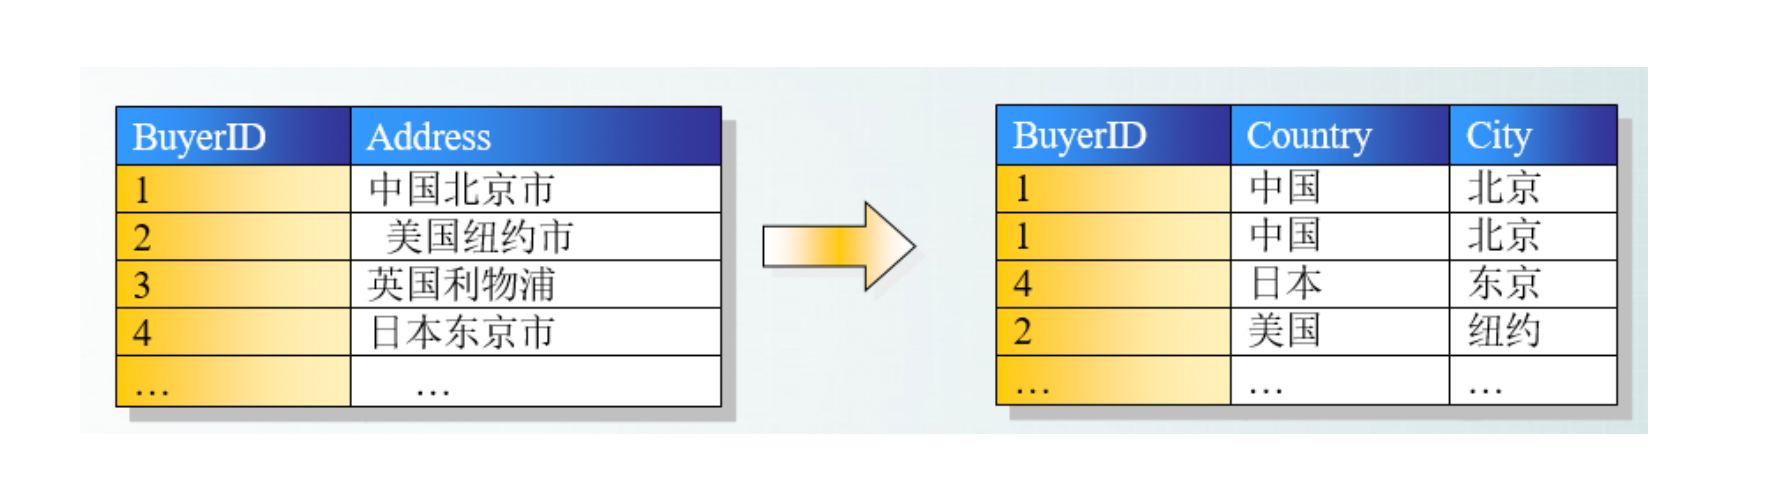 BuyerID Address
1 中国北京市
2 美国纽约市
3 英国利物浦
4 日本东京市
… …
BuyerID Country City
1 中国 北京
1 中国 北京
4 日本 东京
2 美国 纽约
… … …